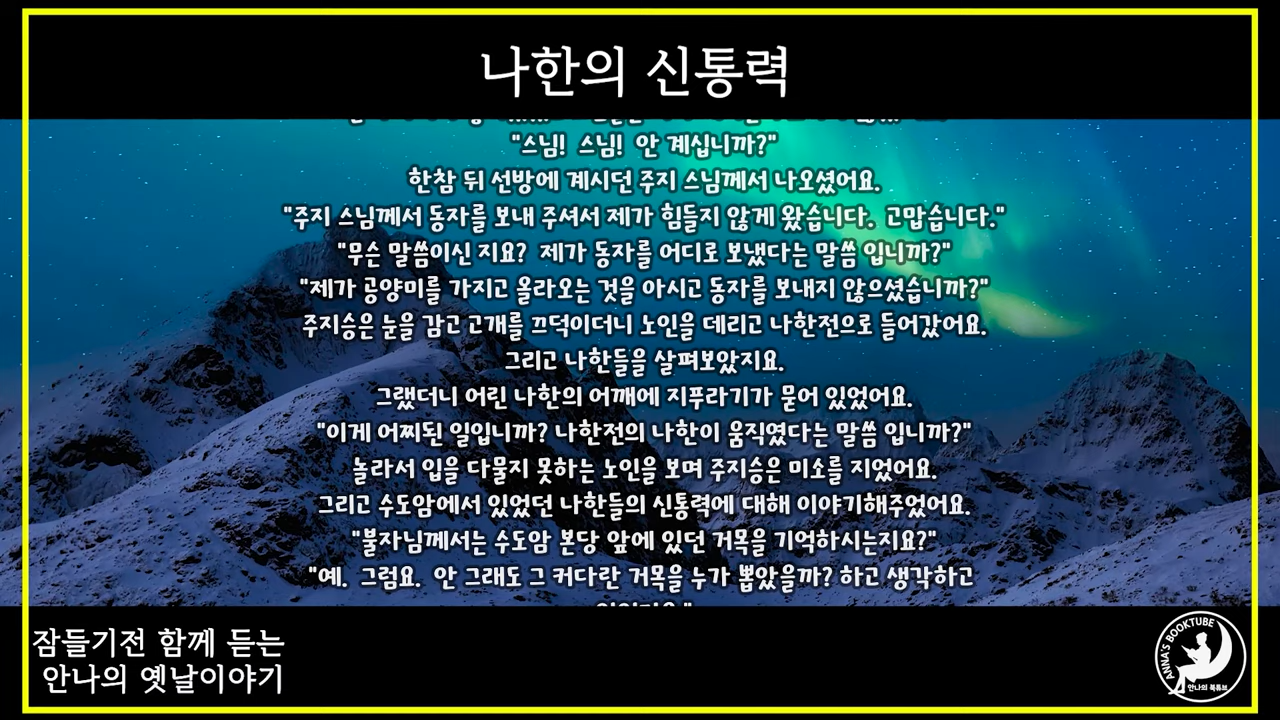 나한의 신통력
"스님! 스님! 안 계십니까?"
한참 뒤 선방에 계시던 주지 스님께서 나오셨어요.
"주지 스님께서 동자를 보내 주셔서 제가 힘들지 않게 왔습니다. 고맙습니다."
"무슨 말씀이신 지요? 제가 동자를 어디로 보냈다는 말씀 입니까?"
"제가 공양미를 가지고 올라오는 것을 아시고 동자를 보내지 않으셨습니까?"
주지승은 눈을 감고 고개를 끄덕이더니 노인을 데리고 나한전으로 들어갔어요.
그리고 나한들을 살펴보았지요.
그랬더니 어린 나한의 어깨에 지푸라기가 묻어 있었어요.
"이게 어찌된 일입니까? 나한전의 나한이 움직였다는 말씀 입니까?"
놀라서 입을 다물지 못하는 노인을 보며 주지승은 미소를 지었어요.
그리고 수도암에서 있었던 나한들의 신통력에 대해 이야기해주었어요.
"불자님께서는 수도암 본당 앞에 있던 거목을 기억하시는지요?"
"예. 그럼요. 안 그래도 그 커다란 거목을 누가 뽑았을까? 하고 생각하고
잠들기전 함께 듣는
안나의 옛날이야기
ANNA'S BOOKTUBE
안나의 북튜브